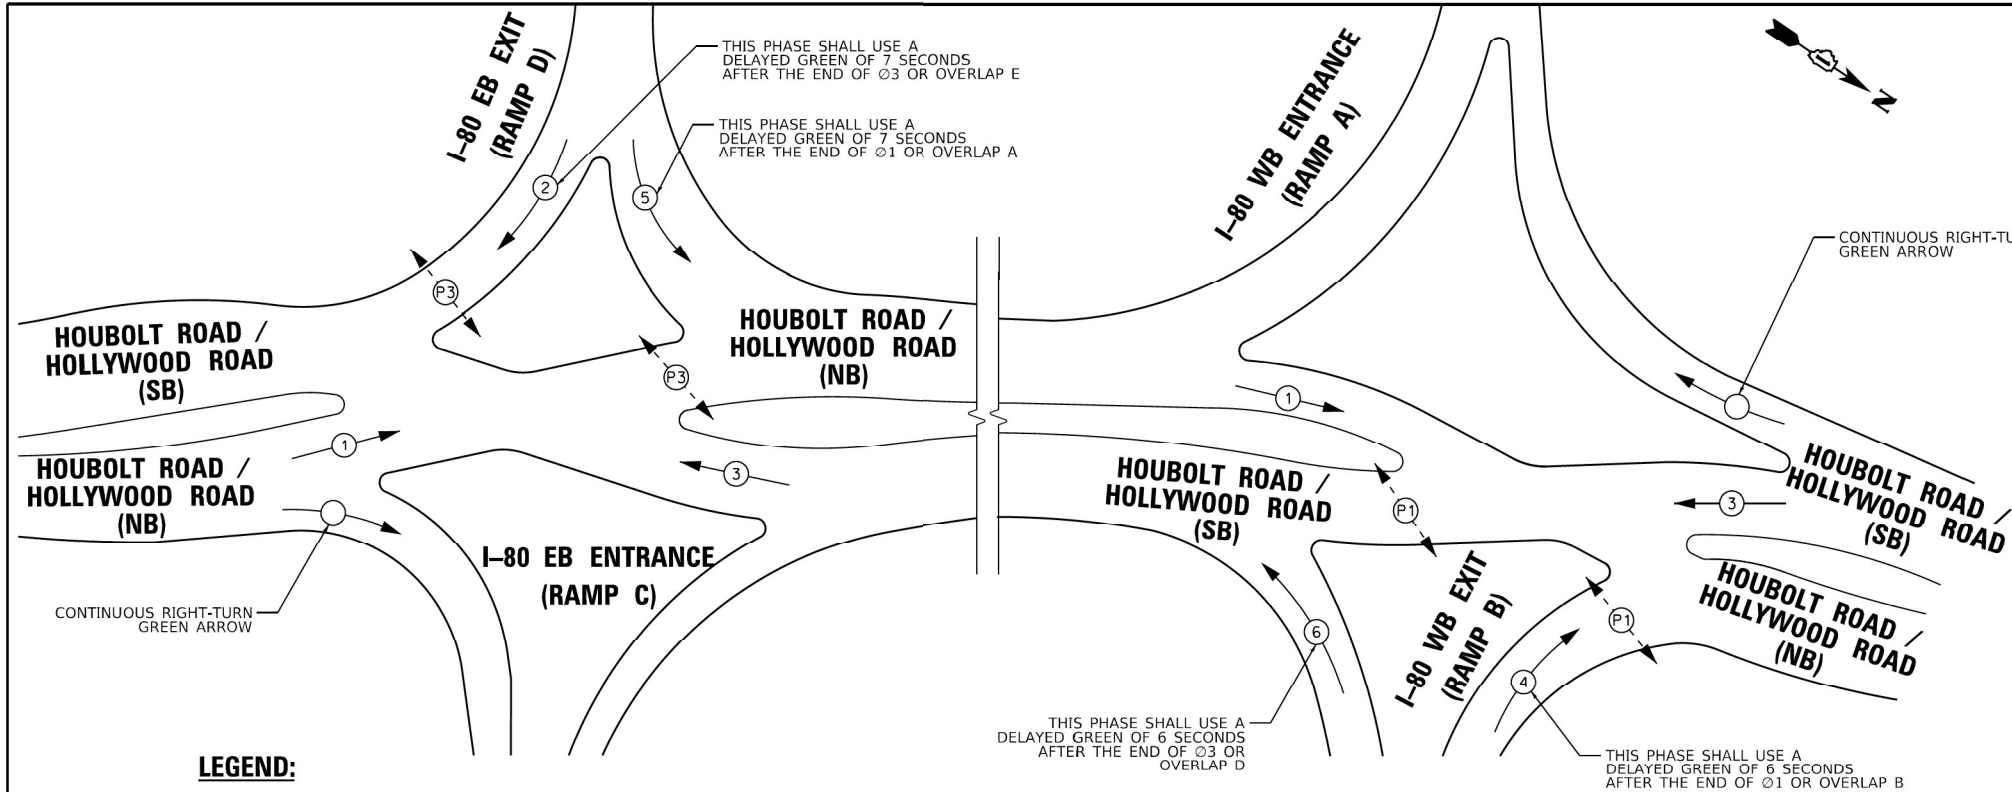 I-80 EB EXIT
(RAMP D)
THIS PHASE SHALL USE A
DELAYED GREEN OF 7 SECONDS
AFTER THE END OF ∅3 OR OVERLAP E
THIS PHASE SHALL USE A
DELAYED GREEN OF 7 SECONDS
AFTER THE END OF ∅1 OR OVERLAP A
2
5
P3
P3
HOUBOLT ROAD /
HOLLYWOOD ROAD
(SB)
HOUBOLT ROAD /
HOLLYWOOD ROAD
(NB)
1
3
HOUBOLT ROAD /
HOLLYWOOD ROAD
(NB)
I-80 EB ENTRANCE
(RAMP C)
CONTINUOUS RIGHT-TURN
GREEN ARROW
LEGEND:
I-80 WB ENTRANCE
(RAMP A)
N
CONTINUOUS RIGHT-TU
GREEN ARROW
1
3
HOUBOLT ROAD /
HOLLYWOOD ROAD
(SB)
P1
HOUBOLT ROAD /
HOLLYWOOD ROAD
(SB)
HOUBOLT ROAD /
HOLLYWOOD ROAD
(NB)
P1
6
I-80 WB EXIT
(RAMP B)
4
THIS PHASE SHALL USE A
DELAYED GREEN OF 6 SECONDS
AFTER THE END OF ∅3 OR
OVERLAP D
THIS PHASE SHALL USE A
DELAYED GREEN OF 6 SECONDS
AFTER THE END OF ∅1 OR OVERLAP B